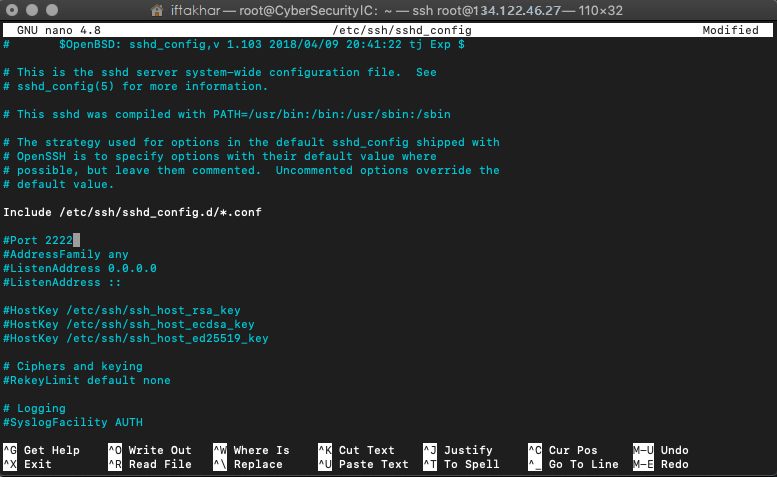 iftakhar — root@CyberSecurityIC: ~ — ssh root@134.122.46.27 — 110×32
GNU nano 4.8 /etc/ssh/sshd_config Modified
# $OpenBSD: sshd_config,v 1.103 2018/04/09 20:41:22 tj Exp $
# This is the sshd server system-wide configuration file. See
# sshd_config(5) for more information.
# This sshd was compiled with PATH=/usr/bin:/bin:/usr/sbin:/sbin
# The strategy used for options in the default sshd_config shipped with
# OpenSSH is to specify options with their default value where
# possible, but leave them commented. Uncommented options override the
# default value.
Include /etc/ssh/sshd_config.d/*.conf
#Port 2222
#AddressFamily any
#ListenAddress 0.0.0.0
#ListenAddress ::
#HostKey /etc/ssh/ssh_host_rsa_key
#HostKey /etc/ssh/ssh_host_ecdsa_key
#HostKey /etc/ssh/ssh_host_ed25519_key
# Ciphers and keying
#RekeyLimit default none
# Logging
#SyslogFacility AUTH
^G Get Help ^O Write Out ^W Where Is ^K Cut Text ^J Justify ^C Cur Pos M-U Undo
^X Exit ^R Read File ^\ Replace ^U Paste Text ^T To Spell ^_ Go To Line M-E Redo